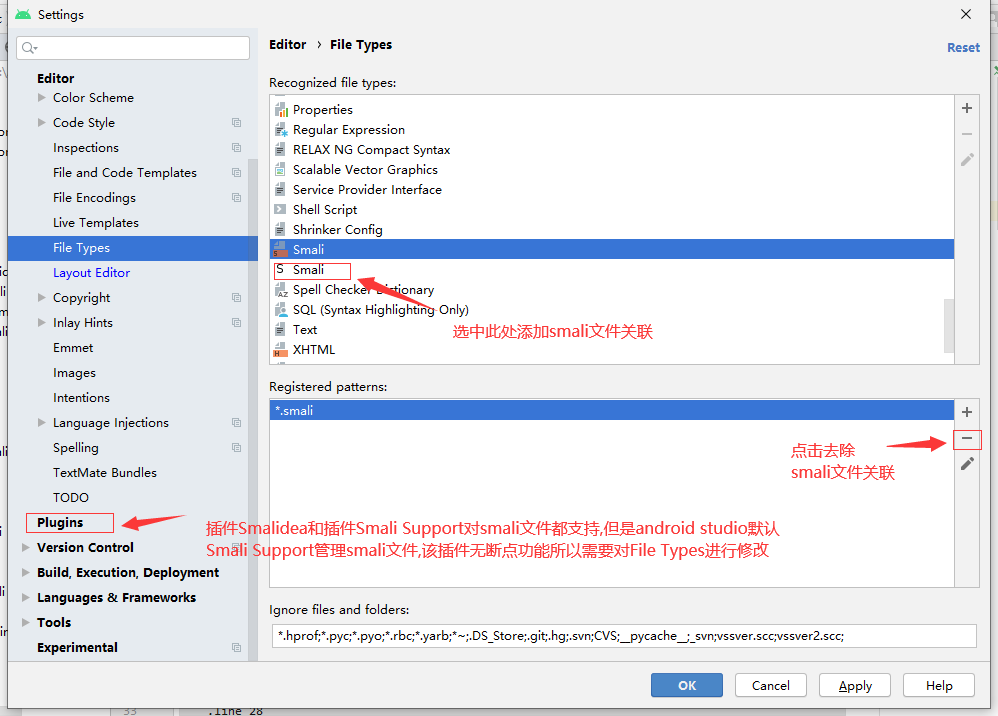 Settings
Editor
Color Scheme
Code Style
Inspections
File and Code Templates
File Encodings
Live Templates
File Types
Layout Editor
Copyright
Inlay Hints
Emmet
Images
Intentions
Language Injections
Spelling
TextMate Bundles
TODO
Plugins
Version Control
Build, Execution, Deployment
Languages & Frameworks
Tools
Experimental
Editor › File Types
Reset
Recognized file types:
Properties
Regular Expression
RELAX NG Compact Syntax
Scalable Vector Graphics
Service Provider Interface
Shell Script
Shrinker Config
Smali
S Smali
Spell Checker Dictionary
SQL (Syntax Highlighting Only)
Text
XHTML
选中此处添加smali文件关联
Registered patterns:
*.smali
点击去除
smali文件关联
插件Smalidea和插件Smali Support对smali文件都支持,但是android studio默认
Smali Support管理smali文件,该插件无断点功能所以需要对File Types进行修改
Ignore files and folders:
*.hprof;*.pyc;*.pyo;*.rbc;*.yarb;*~;.DS_Store;.git;.hg;.svn;CVS;__pycache__;_svn;vssver.scc;vssver2.scc;
OK
Cancel
Apply
Help
33
.line 28